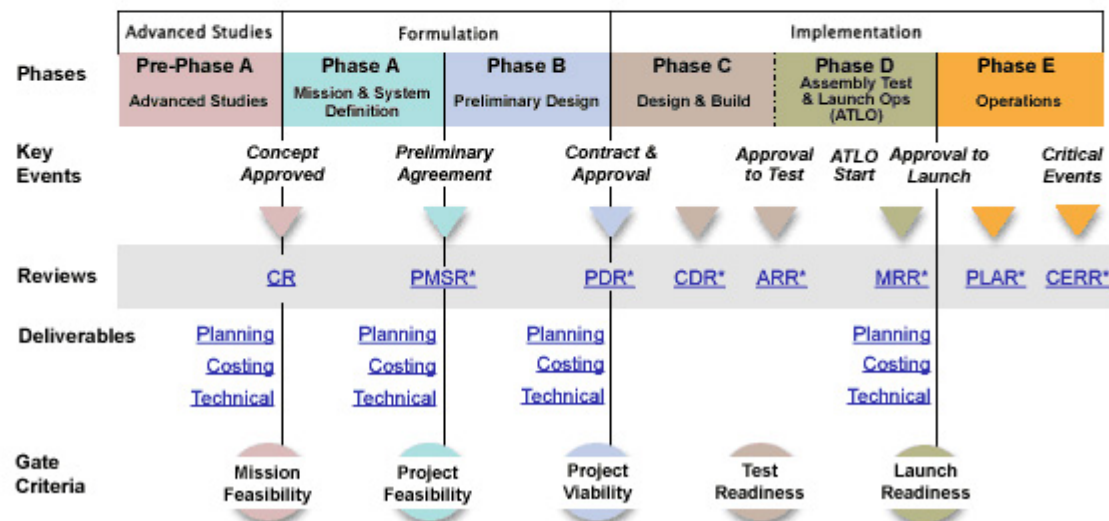 Advanced Studies Formulation Implementation
Phases
Pre-Phase A Phase A Phase B Phase C Phase D Phase E
Advanced Studies
Mission & System
Definition
Preliminary Design
Design & Build
Assembly Test
& Launch Ops
(ATLO)
Operations
Key
Events
Concept
Approved
Preliminary
Agreement
Contract &
Approval
Approval
to Test
ATLO
Start
Approval to
Launch
Critical
Events
Reviews
CR PMSR* PDR* CDR* ARR* MRR* PLAR* CERR*
Deliverables
Planning Planning Planning Planning
Costing Costing Costing Costing
Technical Technical Technical Technical
Gate
Criteria
Mission
Feasibility
Project
Feasibility
Project
Viability
Test
Readiness
Launch
Readiness